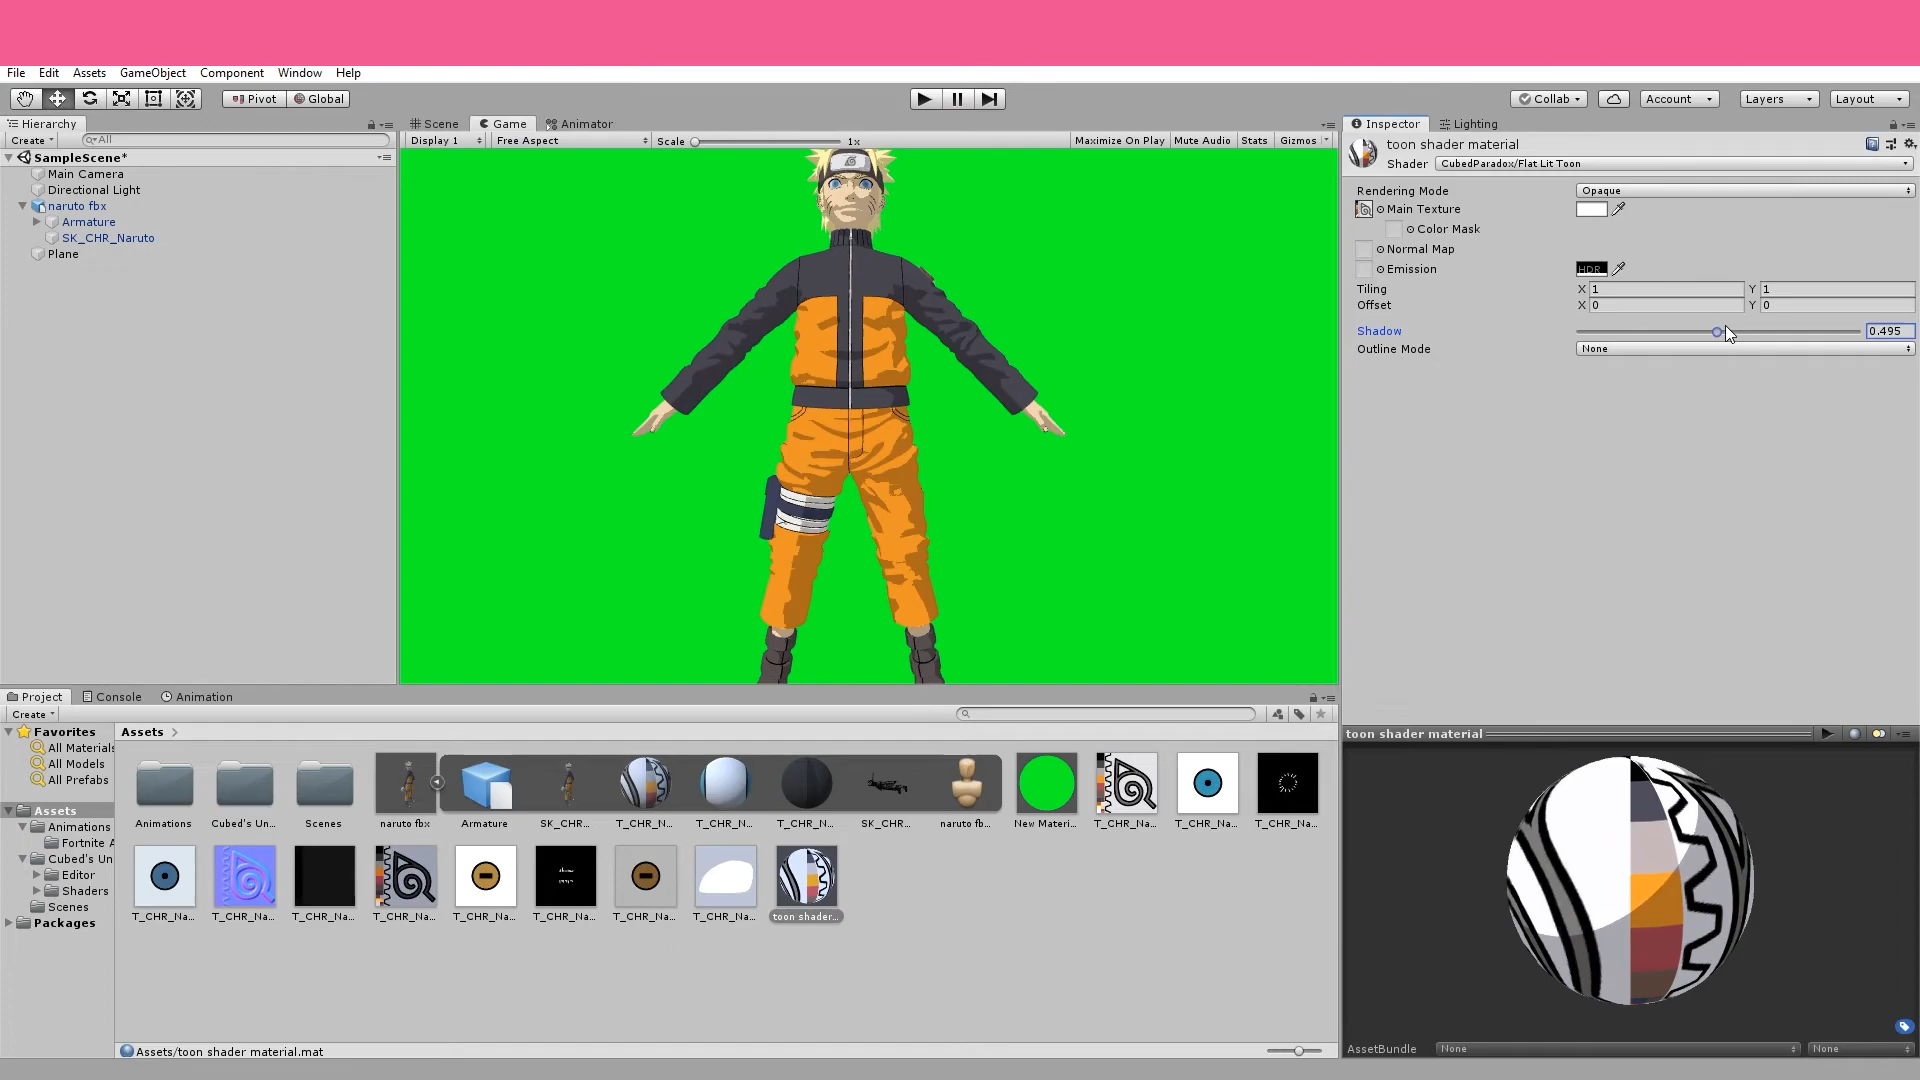 File Edit Assets GameObject Component Window Help
Pivot Global Collab Account Layers Layout
Hierarchy
Create All
SampleScene*
Main Camera
Directional Light
naruto fbx
Armature
SK_CHR_Naruto
Plane
Scene Game Animator
Display 1 Free Aspect Scale 1x Maximize On Play Mute Audio Stats Gizmos
Inspector Lighting
toon shader material
Shader CubedParadox/Flat Lit Toon
Rendering Mode Opaque
Main Texture
Color Mask
Normal Map
Emission HDR
Tiling X 1 Y 1
Offset X 0 Y 0
Shadow 0.495
Outline Mode None
Project Console Animation
Create
Favorites
All Materials
All Models
All Prefabs
Assets
Animations
Fortnite A
Cubed's Un
Editor
Shaders
Scenes
Packages
Assets
Animations Cubed's Un... Scenes naruto fbx Armature SK_CHR... T_CHR_N... T_CHR_N... T_CHR_N... SK_CHR... naruto fb... New Materi... T_CHR_Na... T_CHR_Na... T_CHR_Na...
T_CHR_Na... T_CHR_Na... T_CHR_Na... T_CHR_Na... T_CHR_Na... T_CHR_Na... T_CHR_Na... T_CHR_Na... toon shader...
Assets/toon shader material.mat
toon shader material
AssetBundle None None